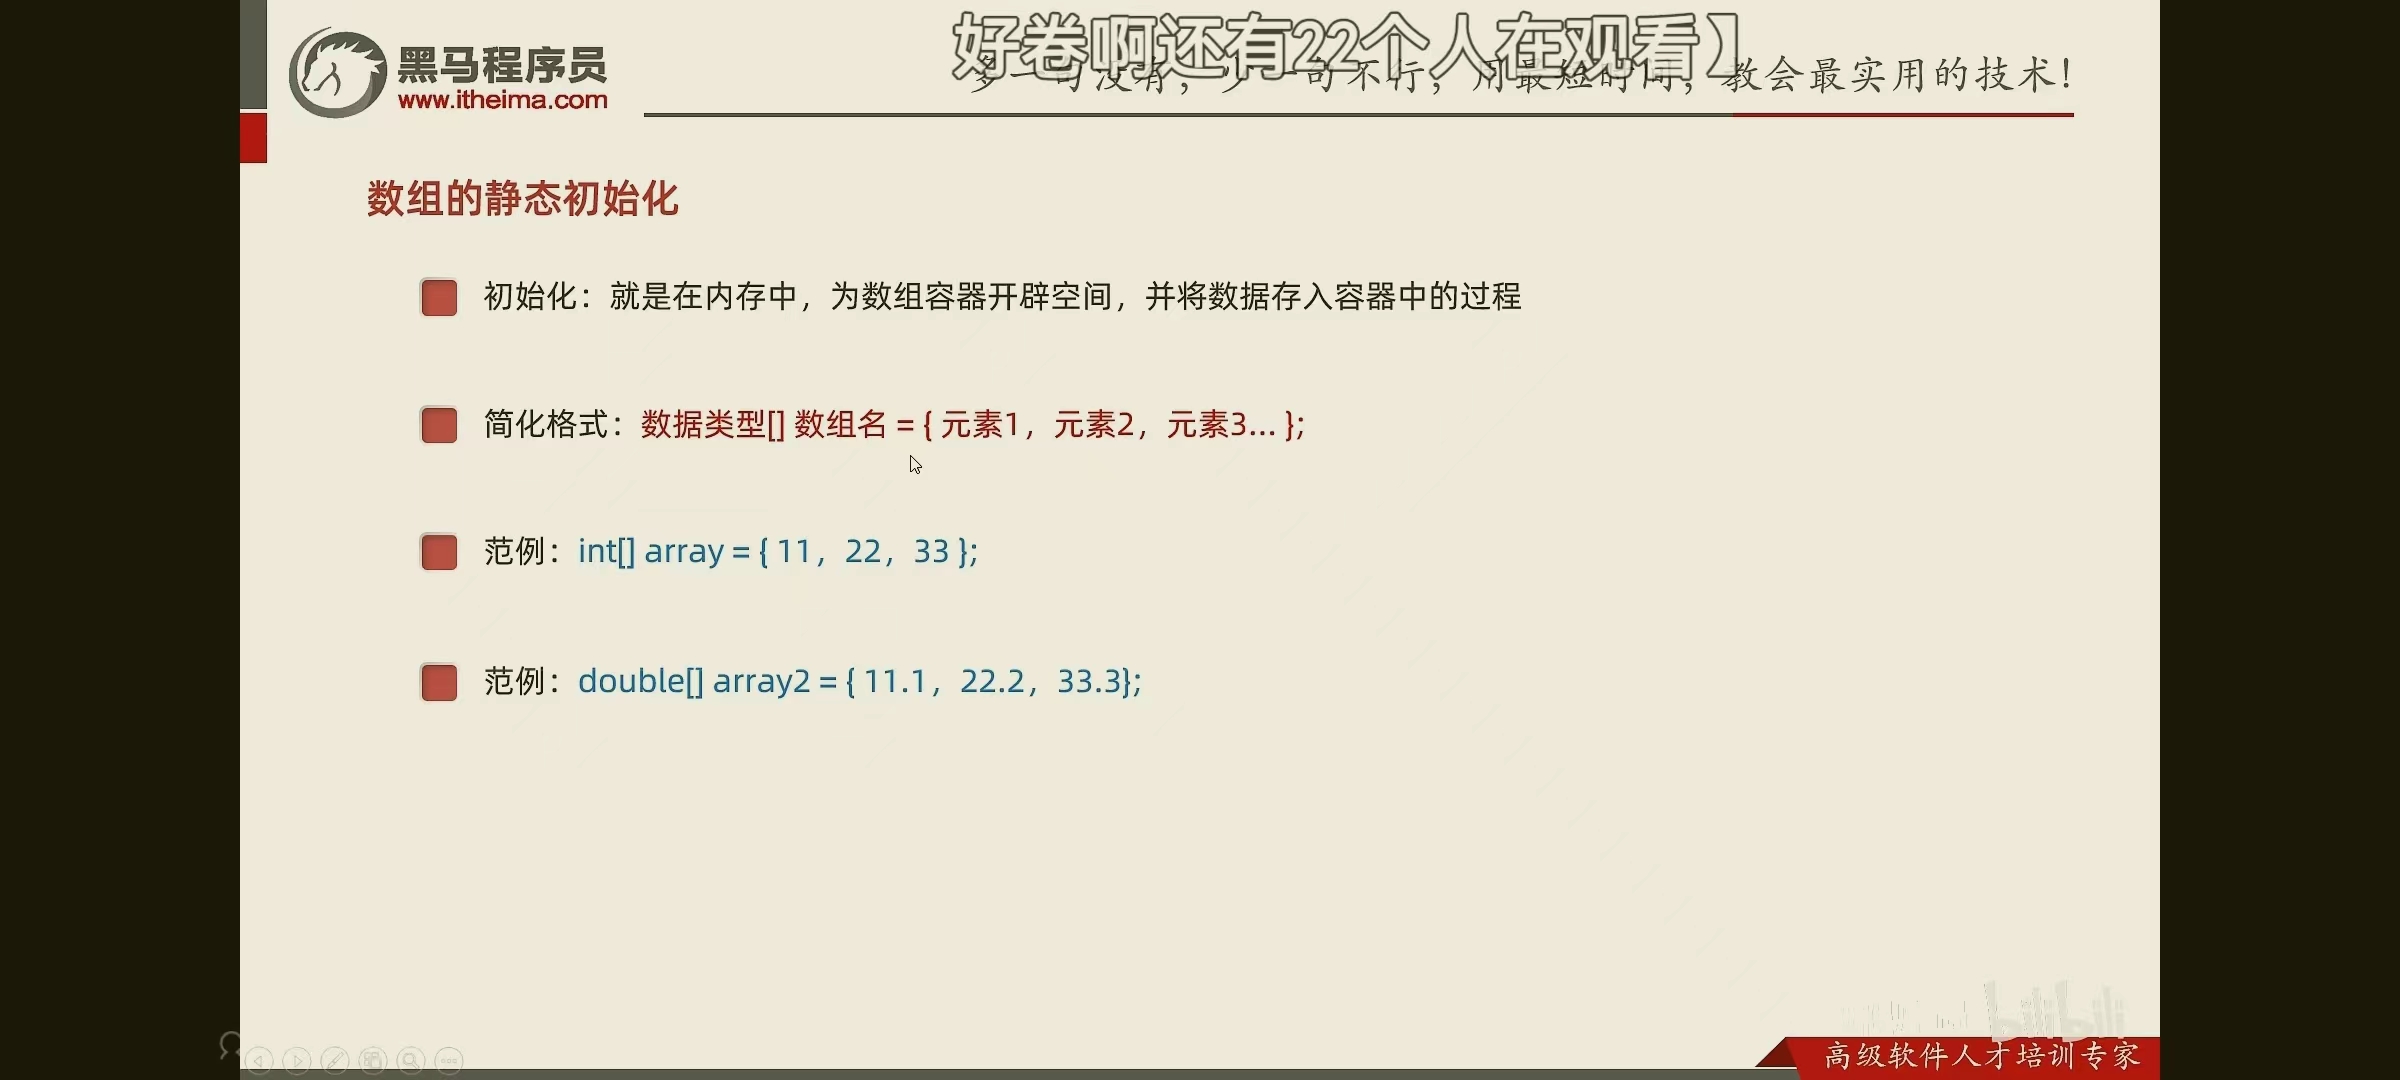 黑马程序员
www.itheima.com
好卷啊还有22个人在观看】
多一句没有，少一句不行，用最短时间，教会最实用的技术！
数组的静态初始化
初始化：就是在内存中，为数组容器开辟空间，并将数据存入容器中的过程
简化格式：数据类型[] 数组名 = { 元素1，元素2，元素3... };
范例：int[] array = { 11，22，33 };
范例：double[] array2 = { 11.1，22.2，33.3};
bilibili
高级软件人才培训专家